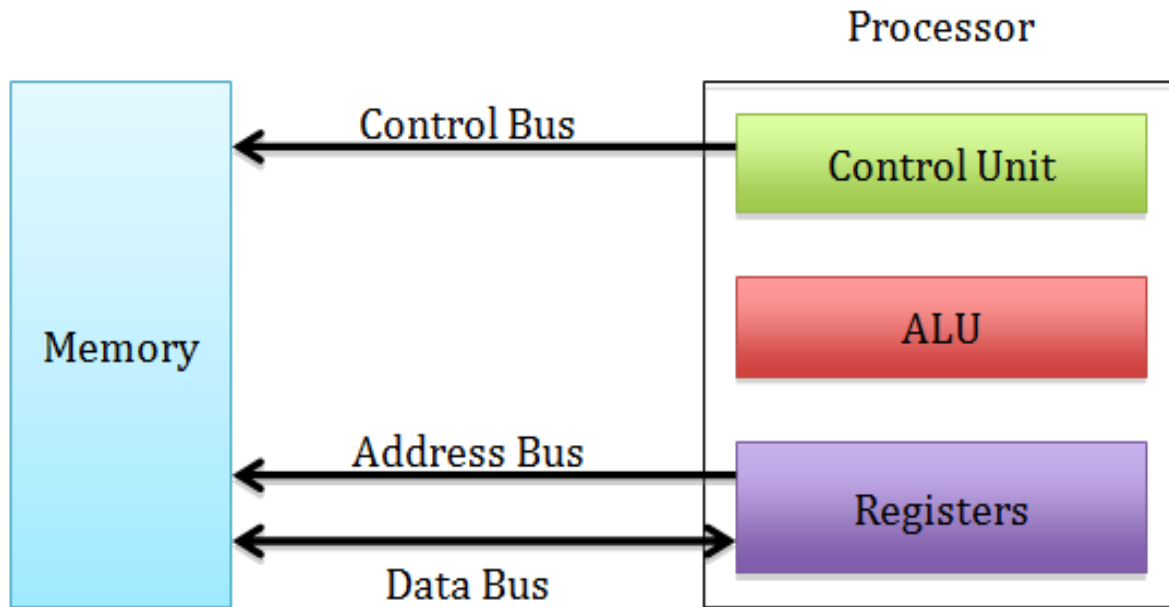 Processor
Control Bus
Control Unit
Memory
ALU
Address Bus
Registers
Data Bus